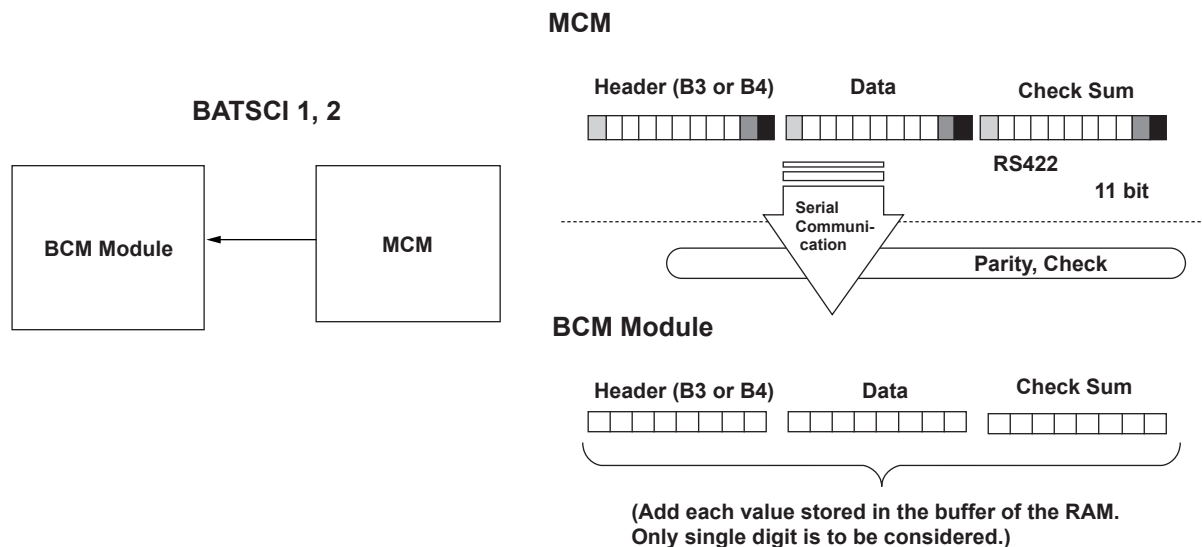 BATSCI 1, 2
BCM Module
MCM
MCM
Header (B3 or B4)
Data
Check Sum
RS422
11 bit
Serial
Communi-
cation
Parity, Check
BCM Module
Header (B3 or B4)
Data
Check Sum
(Add each value stored in the buffer of the RAM.
Only single digit is to be considered.)